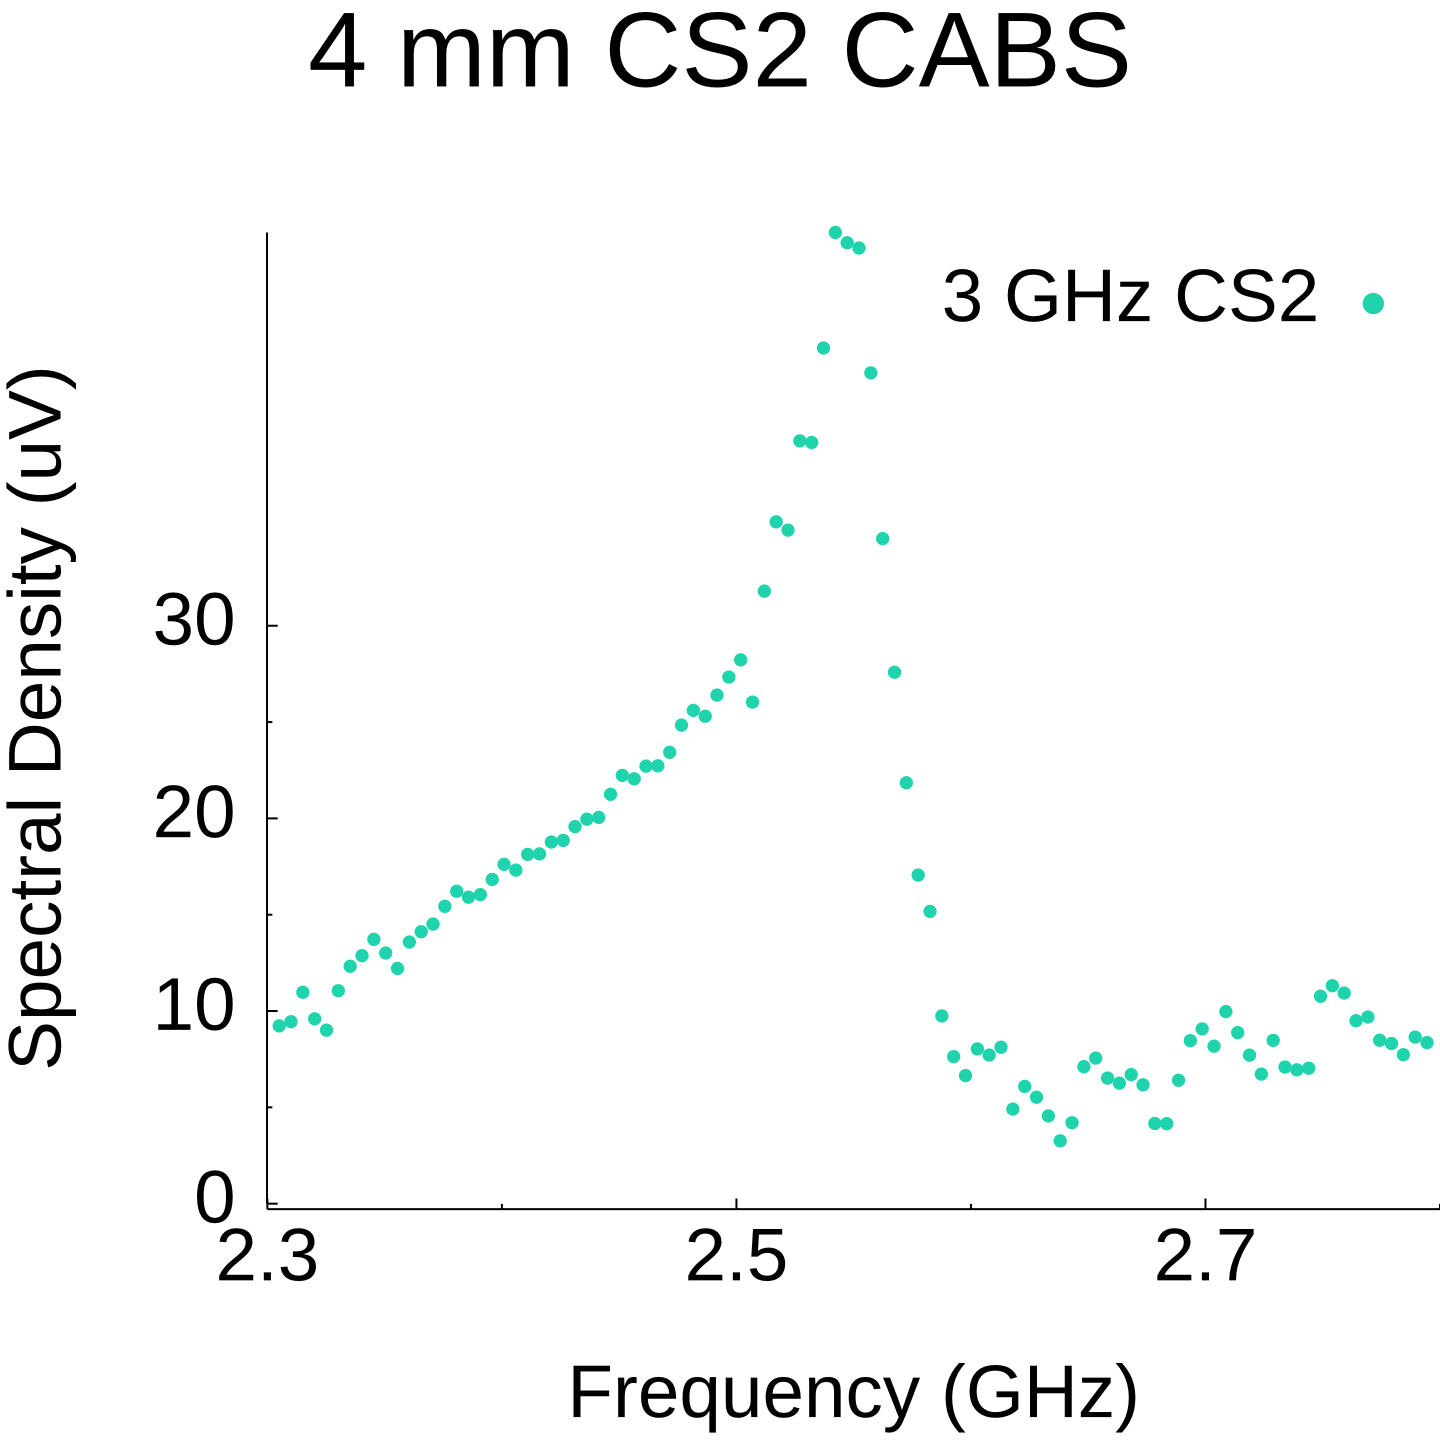 4 mm CS2 CABS
3 GHz CS2
Spectral Density (uV)
30
20
10
0
2.3 2.5 2.7
Frequency (GHz)